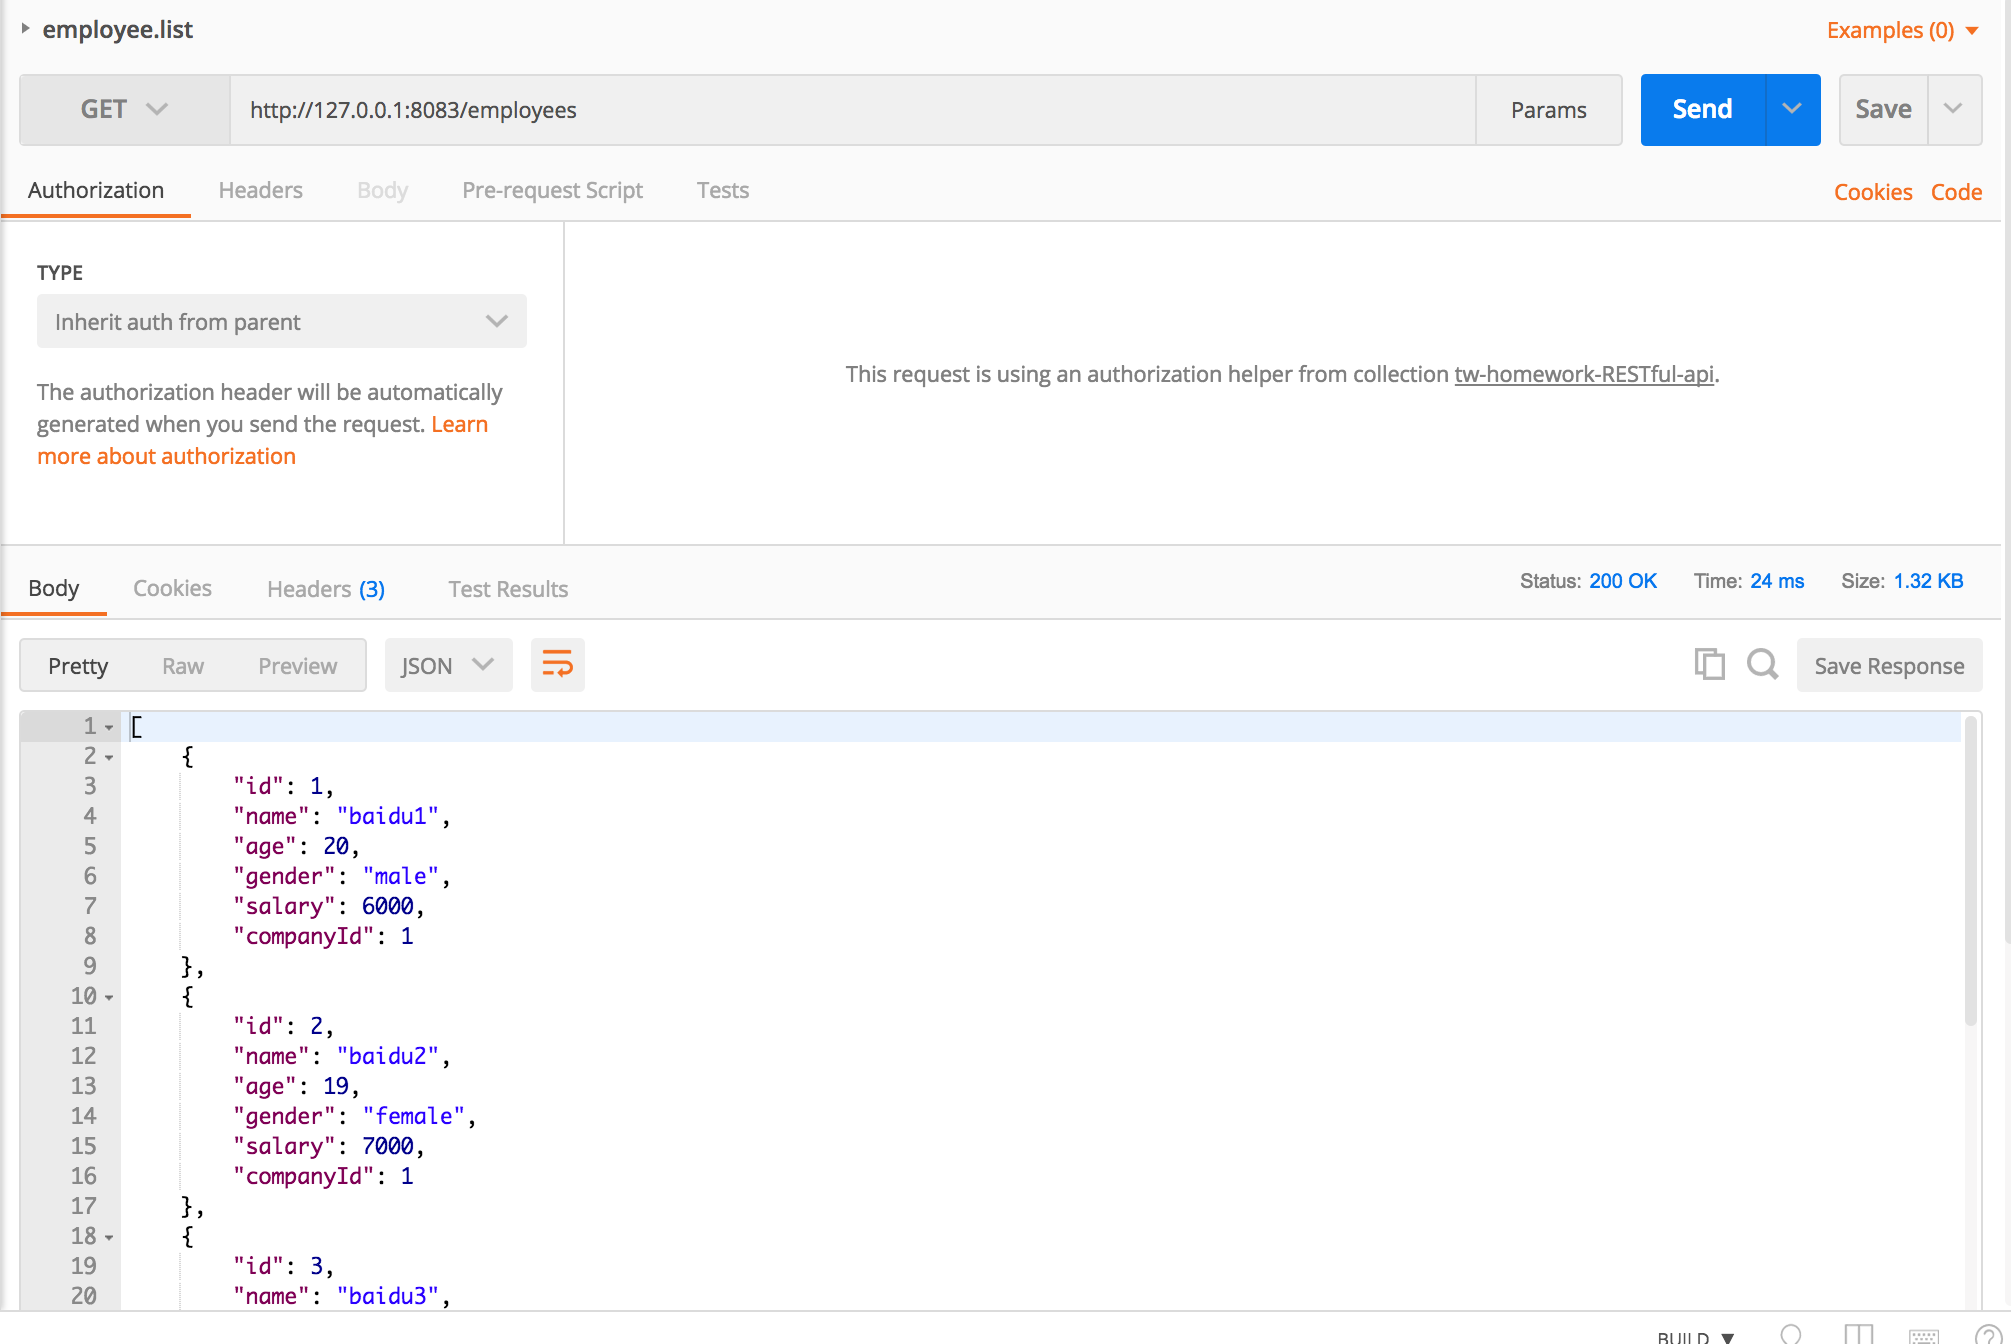 employee.list
Examples (0)
GET http://127.0.0.1:8083/employees Params Send Save
Authorization Headers Body Pre-request Script Tests Cookies Code
TYPE
Inherit auth from parent
The authorization header will be automatically
generated when you send the request. Learn
more about authorization
This request is using an authorization helper from collection tw-homework-RESTful-api.
Body Cookies Headers (3) Test Results Status: 200 OK Time: 24 ms Size: 1.32 KB
Pretty Raw Preview JSON Save Response
1 [
2 {
3 "id": 1,
4 "name": "baidu1",
5 "age": 20,
6 "gender": "male",
7 "salary": 6000,
8 "companyId": 1
9 },
10 {
11 "id": 2,
12 "name": "baidu2",
13 "age": 19,
14 "gender": "female",
15 "salary": 7000,
16 "companyId": 1
17 },
18 {
19 "id": 3,
20 "name": "baidu3",
BUILD